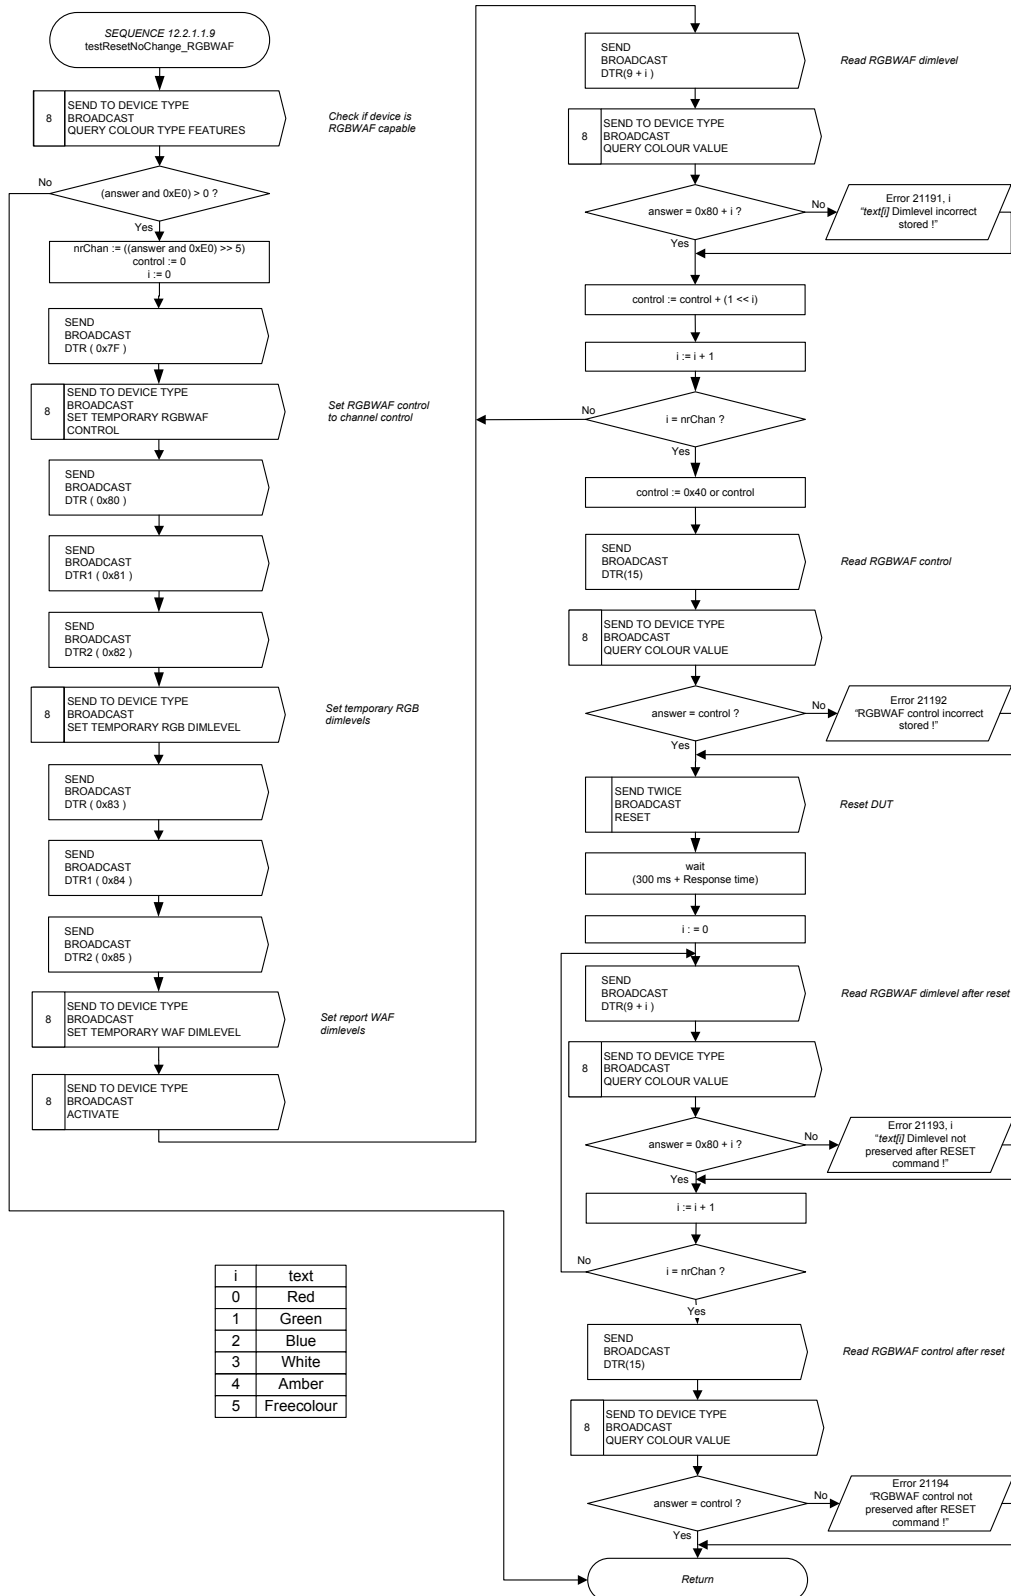 SEQUENCE 12.2.1.1.9
testResetNoChange_RGBWAF
8
SEND TO DEVICE TYPE
BROADCAST
QUERY COLOUR TYPE FEATURES
Check if device is
RGBWAF capable
No
(answer and 0xE0) > 0 ?
Yes
nrChan := ((answer and 0xE0) >> 5)
control := 0
i := 0
SEND
BROADCAST
DTR ( 0x7F)
8
SEND TO DEVICE TYPE
BROADCAST
SET TEMPORARY RGBWAF
CONTROL
Set RGBWAF control
to channel control
SEND
BROADCAST
DTR ( 0x80 )
SEND
BROADCAST
DTR1 ( 0x81 )
SEND
BROADCAST
DTR2 ( 0x82 )
8
SEND TO DEVICE TYPE
BROADCAST
SET TEMPORARY RGB DIMLEVEL
Set temporary RGB
dimlevels
SEND
BROADCAST
DTR ( 0x83 )
SEND
BROADCAST
DTR1 ( 0x84 )
SEND
BROADCAST
DTR2 ( 0x85 )
8
SEND TO DEVICE TYPE
BROADCAST
SET TEMPORARY WAF DIMLEVEL
Set report WAF
dimlevels
8
SEND TO DEVICE TYPE
BROADCAST
ACTIVATE
i text
0 Red
1 Green
2 Blue
3 White
4 Amber
5 Freecolour
SEND
BROADCAST
DTR(9 + i )
Read RGBWAF dimlevel
8
SEND TO DEVICE TYPE
BROADCAST
QUERY COLOUR VALUE
answer = 0x80 + i ?
No
Error 21191, i
“text[i] Dimlevel incorrect
stored !”
Yes
control := control + (1 << i)
i := i + 1
No
i = nrChan ?
Yes
control := 0x40 or control
SEND
BROADCAST
DTR(15)
Read RGBWAF control
8
SEND TO DEVICE TYPE
BROADCAST
QUERY COLOUR VALUE
answer = control ?
No
Error 21192
“RGBWAF control incorrect
stored !”
Yes
SEND TWICE
BROADCAST
RESET
Reset DUT
wait
(300 ms + Response time)
i : = 0
SEND
BROADCAST
DTR(9 + i )
Read RGBWAF dimlevel after reset
8
SEND TO DEVICE TYPE
BROADCAST
QUERY COLOUR VALUE
answer = 0x80 + i ?
No
Error 21193, i
“text[i] Dimlevel not
preserved after RESET
command !”
Yes
i := i + 1
No
i = nrChan ?
Yes
SEND
BROADCAST
DTR(15)
Read RGBWAF control after reset
8
SEND TO DEVICE TYPE
BROADCAST
QUERY COLOUR VALUE
answer = control ?
No
Error 21194
“RGBWAF control not
preserved after RESET
command !”
Yes
Return